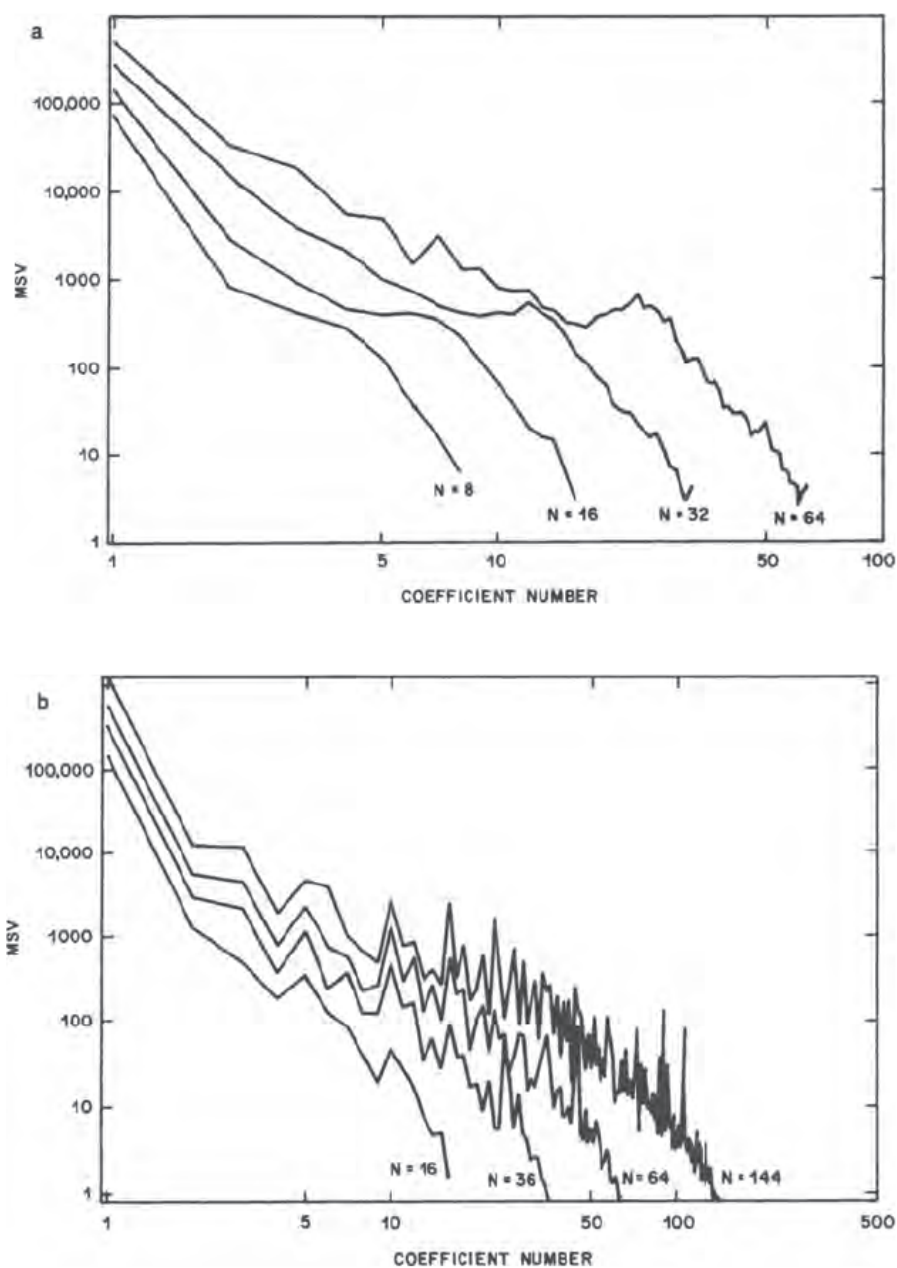 a
100,000
10,000
MSV
1000
100
10
1
N = 8
N = 16
N = 32
N = 64
1
5
10
50
100
COEFFICIENT NUMBER
b
100,000
10,000
MSV
1000
100
10
1
N = 16
N = 36
N = 64
N = 144
1
5
10
50
100
500
COEFFICIENT NUMBER